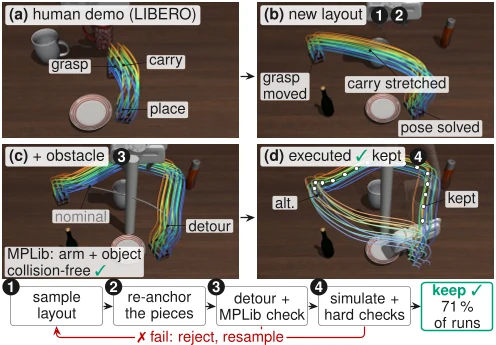 (a) human demo (LIBERO)
grasp
carry
place
(b) new layout 1 2
grasp
moved
carry stretched
pose solved
(c) + obstacle 3
nominal
detour
MPLib: arm + object
collision-free ✓
(d) executed ✓ kept 4
alt.
kept
1
sample
layout
2
re-anchor
the pieces
3
detour +
MPLib check
4
simulate +
hard checks
keep ✓
71 %
of runs
✗ fail: reject, resample